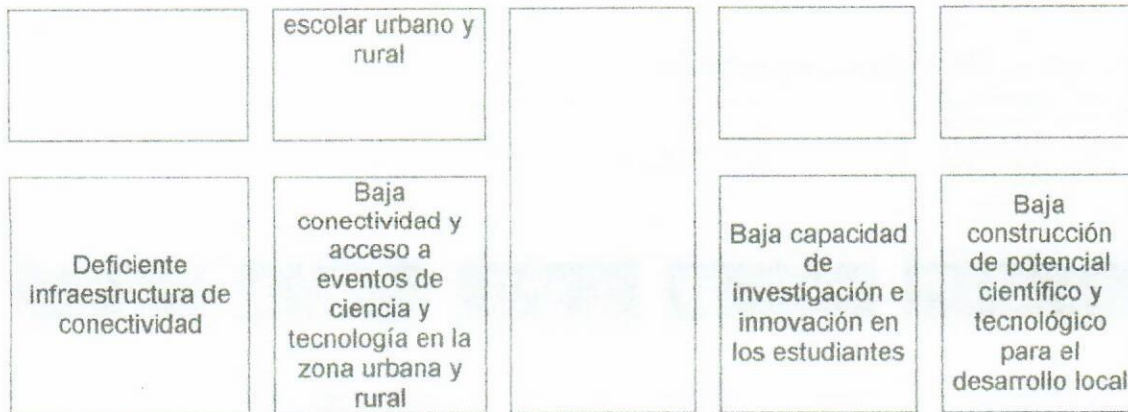 escolar urbano y
rural
Deficiente
infraestructura de
conectividad
Baja
conectividad y
acceso a
eventos de
ciencia y
tecnología en la
zona urbana y
rural
Baja capacidad
de
investigación e
innovación en
los estudiantes
Baja
construcción
de potencial
científico y
tecnológico
para el
desarrollo local